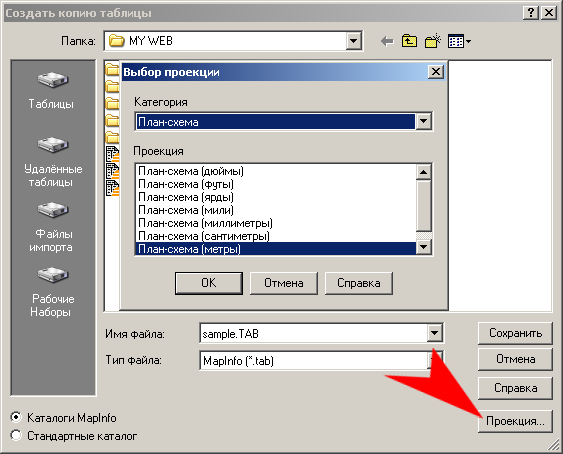 Создать копию таблицы
Папка: MY WEB
Таблицы
Удалённые
таблицы
Файлы
импорта
Рабочие
Наборы
Выбор проекции
Категория
План-схема
Проекция
План-схема (дюймы)
План-схема (футы)
План-схема (ярды)
План-схема (мили)
План-схема (миллиметры)
План-схема (сантиметры)
План-схема (метры)
OK Отмена Справка
Имя файла: sample.TAB Сохранить
Тип файла: MapInfo (*.tab) Отмена
Справка
Каталоги MapInfo Проекция...
Стандартные каталог